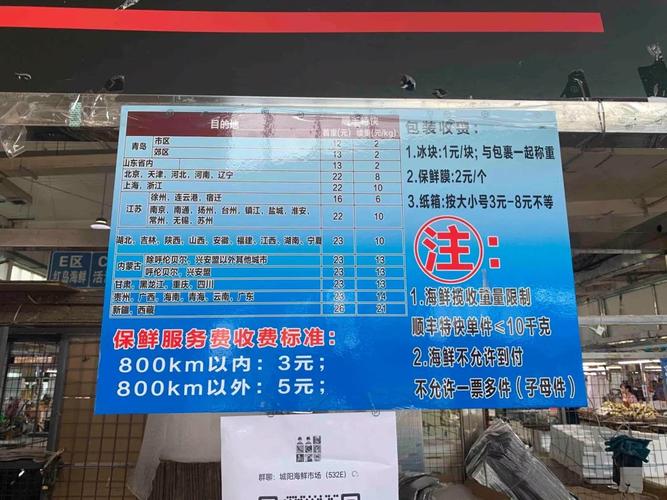 目的地 首重(元) 续重(元/kg)
青岛 市区 12 2
郊区 13 2
山东省内 13 2
北京、天津、河北、河南、辽宁 22 8
上海，浙江 22 10
江苏 徐州、连云港、宿迁 16 6
南京、南通、扬州、台州、镇江、盐城、淮安、
常州、无锡、苏州 22 10
湖北，吉林，陕西，山西，安徽，福建，江西，湖南，宁夏 23 10
内蒙古 除呼伦贝尔、兴安盟以外其他城市 23 13
呼伦贝尔，兴安盟 23 13
甘肃、黑龙江、重庆、四川 23 13
贵州，广西，海南，青海，云南，广东 14
新疆、西藏 26 21
保鲜服务费收费标准：
800km以内：3元；
800km以外：5元；
包装收费：
1.冰块:1元/块; 与包裹一起称重
2.保鲜膜:2元/个
3.纸箱:按大小号3元–8元不等
注:
1.海鲜揽收重量限制
顺丰特快单件≤10千克
2.海鲜不允许到付
不允许一票多件（子母件）
E区
红岛海鲜
群聊：城阳海鲜市场（532E）